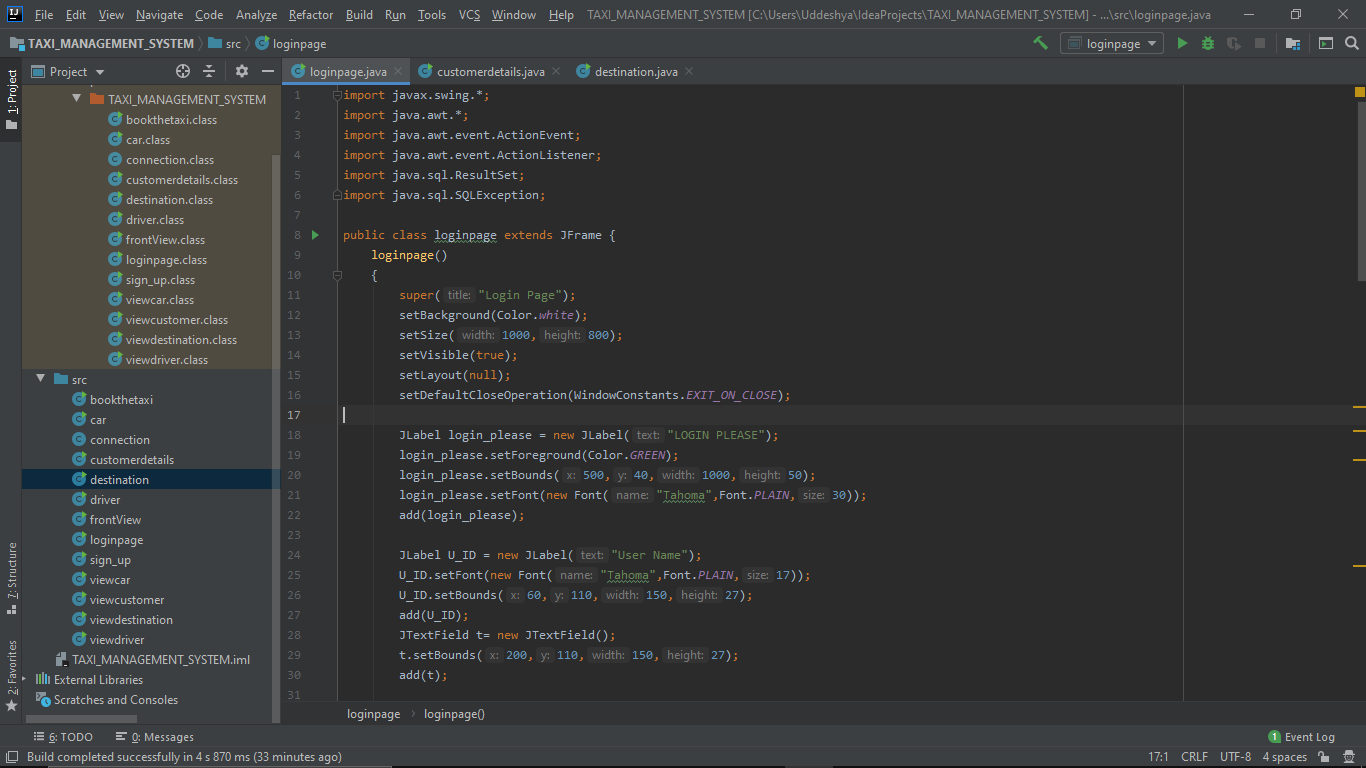 File Edit View Navigate Code Analyze Refactor Build Run Tools VCS Window Help TAXI_MANAGEMENT_SYSTEM [C:\Users\Uddeshya\IdeaProjects\TAXI_MANAGEMENT_SYSTEM] - ...\src\loginpage.java
TAXI_MANAGEMENT_SYSTEM src loginpage loginpage
Project loginpage.java customerdetails.java destination.java
1: Project
7: Structure
2: Favorites
TAXI_MANAGEMENT_SYSTEM
bookthetaxi.class
car.class
connection.class
customerdetails.class
destination.class
driver.class
frontView.class
loginpage.class
sign_up.class
viewcar.class
viewcustomer.class
viewdestination.class
viewdriver.class
src
bookthetaxi
car
connection
customerdetails
destination
driver
frontView
loginpage
sign_up
viewcar
viewcustomer
viewdestination
viewdriver
TAXI_MANAGEMENT_SYSTEM.iml
External Libraries
Scratches and Consoles
1 import javax.swing.*;
2 import java.awt.*;
3 import java.awt.event.ActionEvent;
4 import java.awt.event.ActionListener;
5 import java.sql.ResultSet;
6 import java.sql.SQLException;
7
8 public class loginpage extends JFrame {
9 loginpage()
10 {
11 super( title: "Login Page");
12 setBackground(Color.white);
13 setSize( width: 1000, height: 800);
14 setVisible(true);
15 setLayout(null);
16 setDefaultCloseOperation(WindowConstants.EXIT_ON_CLOSE);
17
18 JLabel login_please = new JLabel( text: "LOGIN PLEASE");
19 login_please.setForeground(Color.GREEN);
20 login_please.setBounds( x: 500, y: 40, width: 1000, height: 50);
21 login_please.setFont(new Font( name: "Tahoma",Font.PLAIN, size: 30));
22 add(login_please);
23
24 JLabel U_ID = new JLabel( text: "User Name");
25 U_ID.setFont(new Font( name: "Tahoma",Font.PLAIN, size: 17));
26 U_ID.setBounds( x: 60, y: 110, width: 150, height: 27);
27 add(U_ID);
28 JTextField t= new JTextField();
29 t.setBounds( x: 200, y: 110, width: 150, height: 27);
30 add(t);
31
loginpage loginpage()
6: TODO 0: Messages 1 Event Log
Build completed successfully in 4 s 870 ms (33 minutes ago) 17:1 CRLF UTF-8 4 spaces